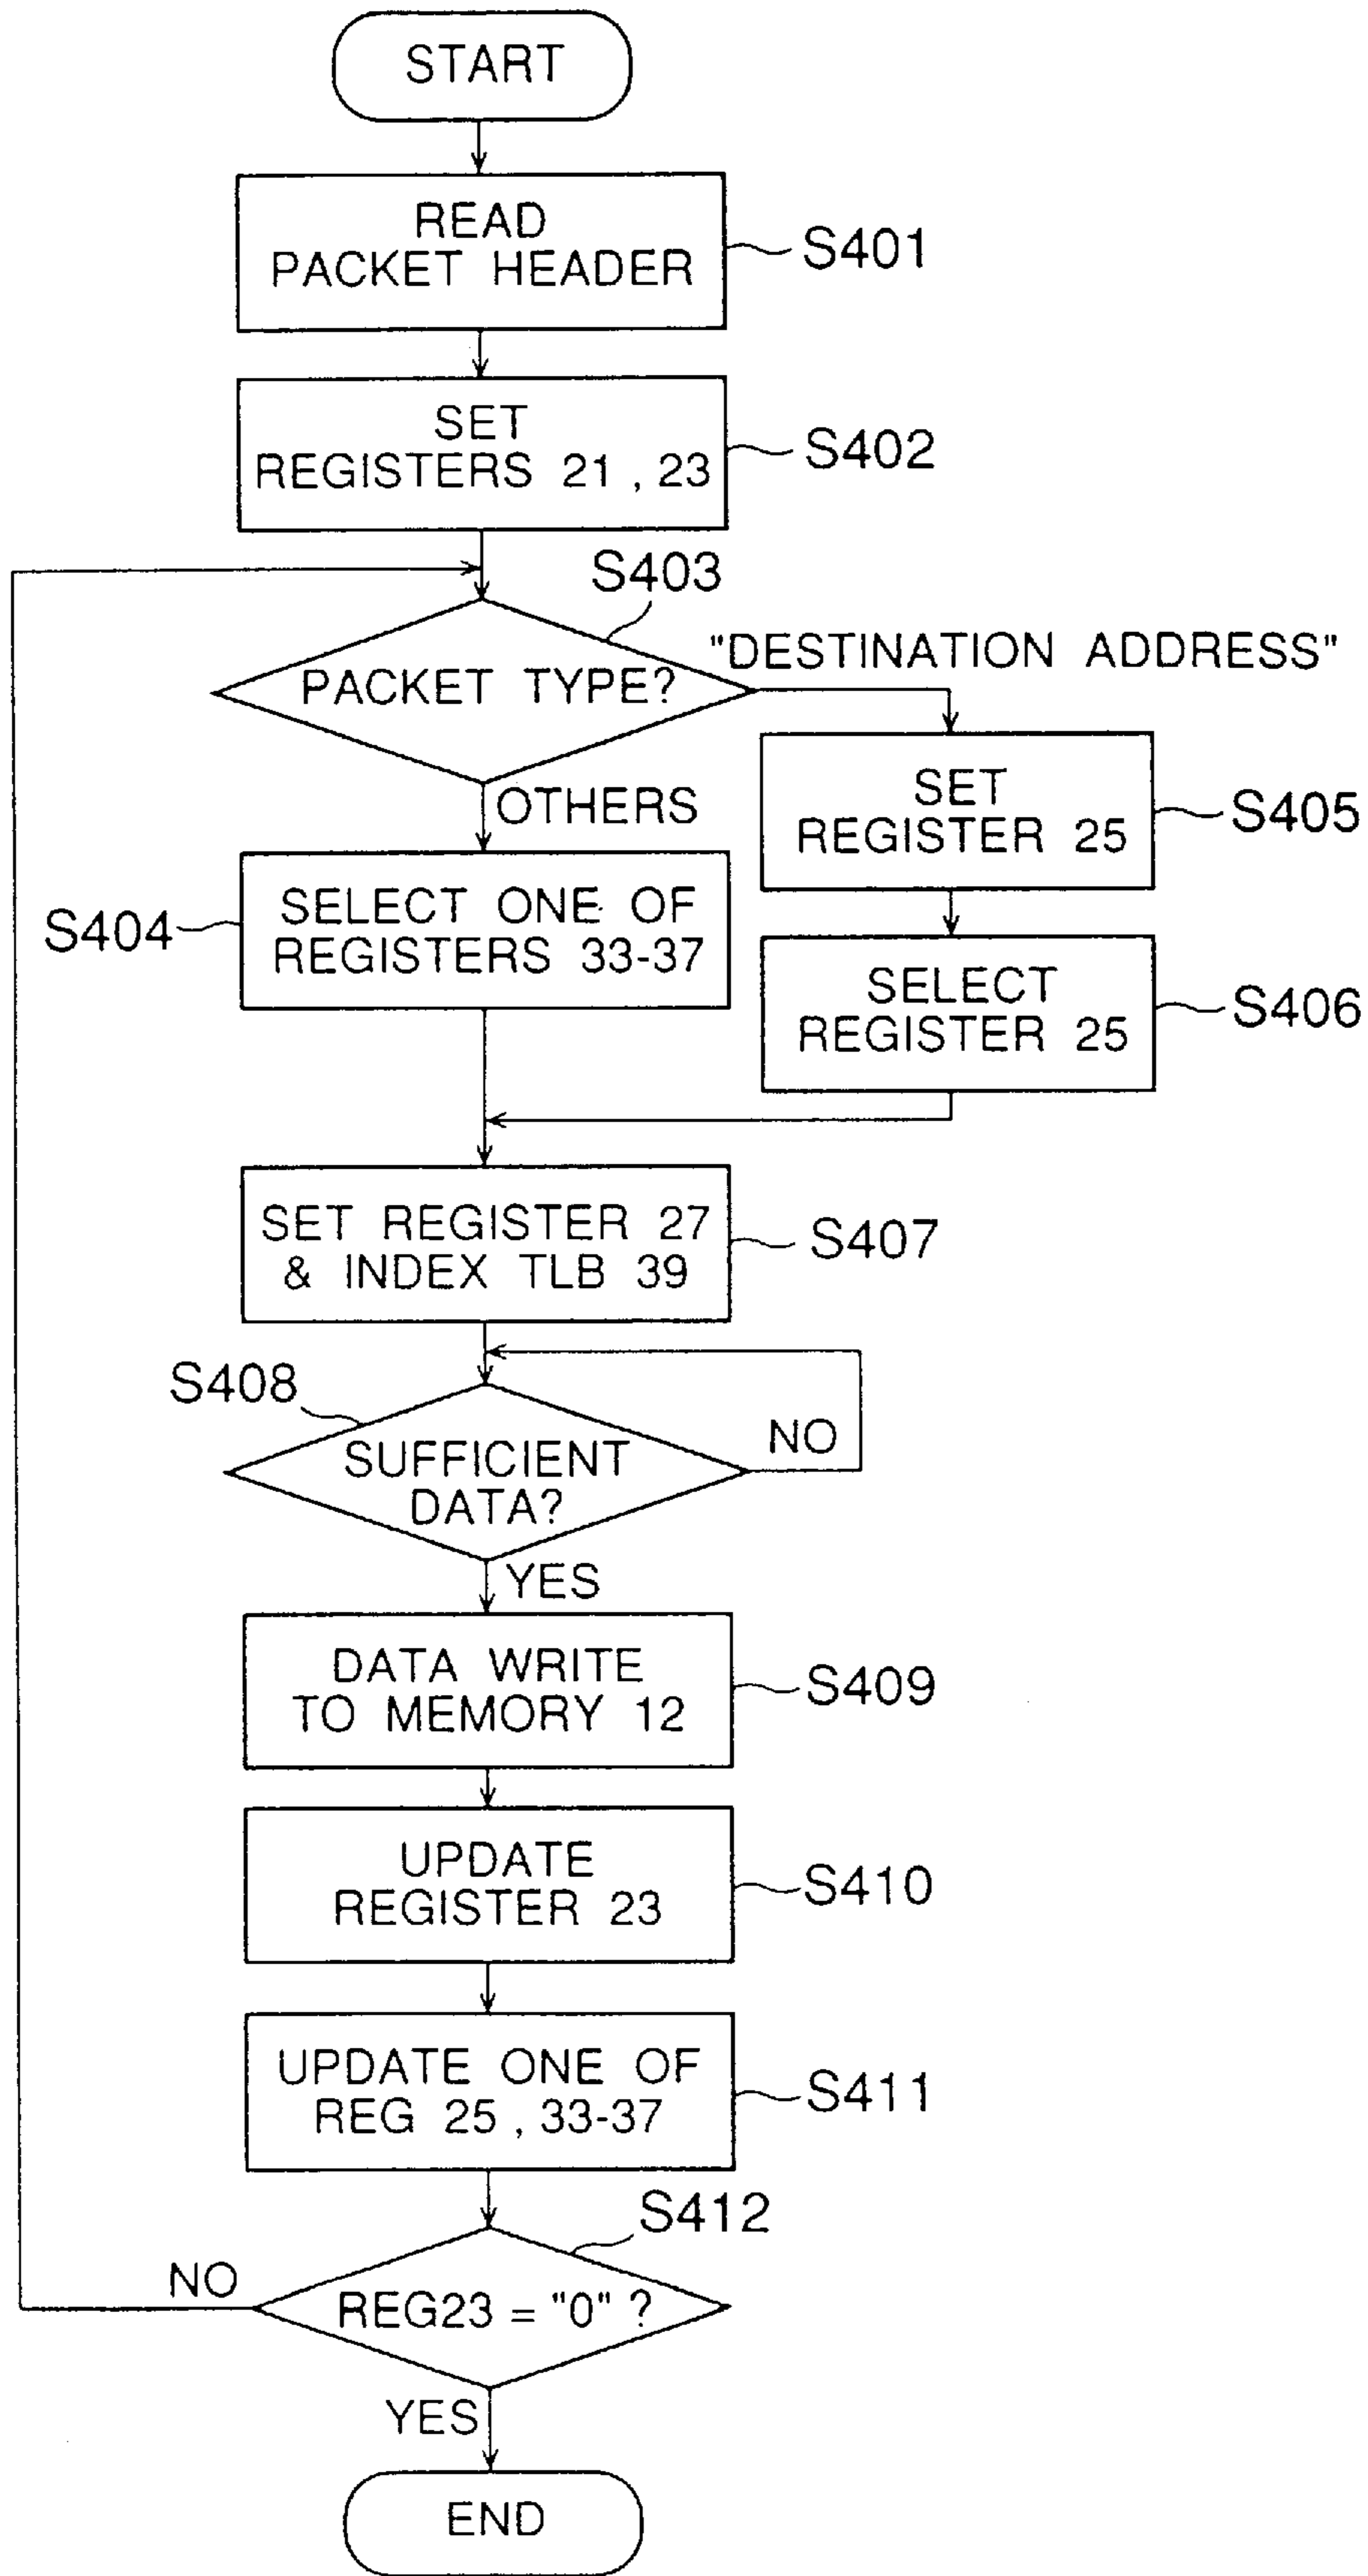 START
READ
PACKET HEADER
S401
SET
REGISTERS 21 , 23
S402
S403
PACKET TYPE?
"DESTINATION ADDRESS"
OTHERS
SET
REGISTER 25
S405
S404
SELECT ONE OF
REGISTERS 33-37
SELECT
REGISTER 25
S406
SET REGISTER 27
& INDEX TLB 39
S407
S408
SUFFICIENT
DATA?
NO
YES
DATA WRITE
TO MEMORY 12
S409
UPDATE
REGISTER 23
S410
UPDATE ONE OF
REG 25 , 33-37
S411
S412
NO
REG23 = "0" ?
YES
END